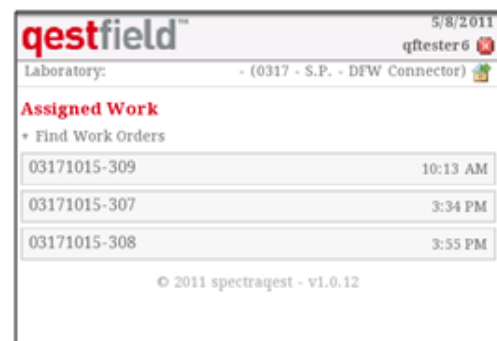 qestfield™
5/8/2011
qftester6
Laboratory: - (0317 - S.P. - DFW Connector)
Assigned Work
+ Find Work Orders
03171015-309 10:13 AM
03171015-307 3:34 PM
03171015-308 3:55 PM
© 2011 spectraqest - v1.0.12